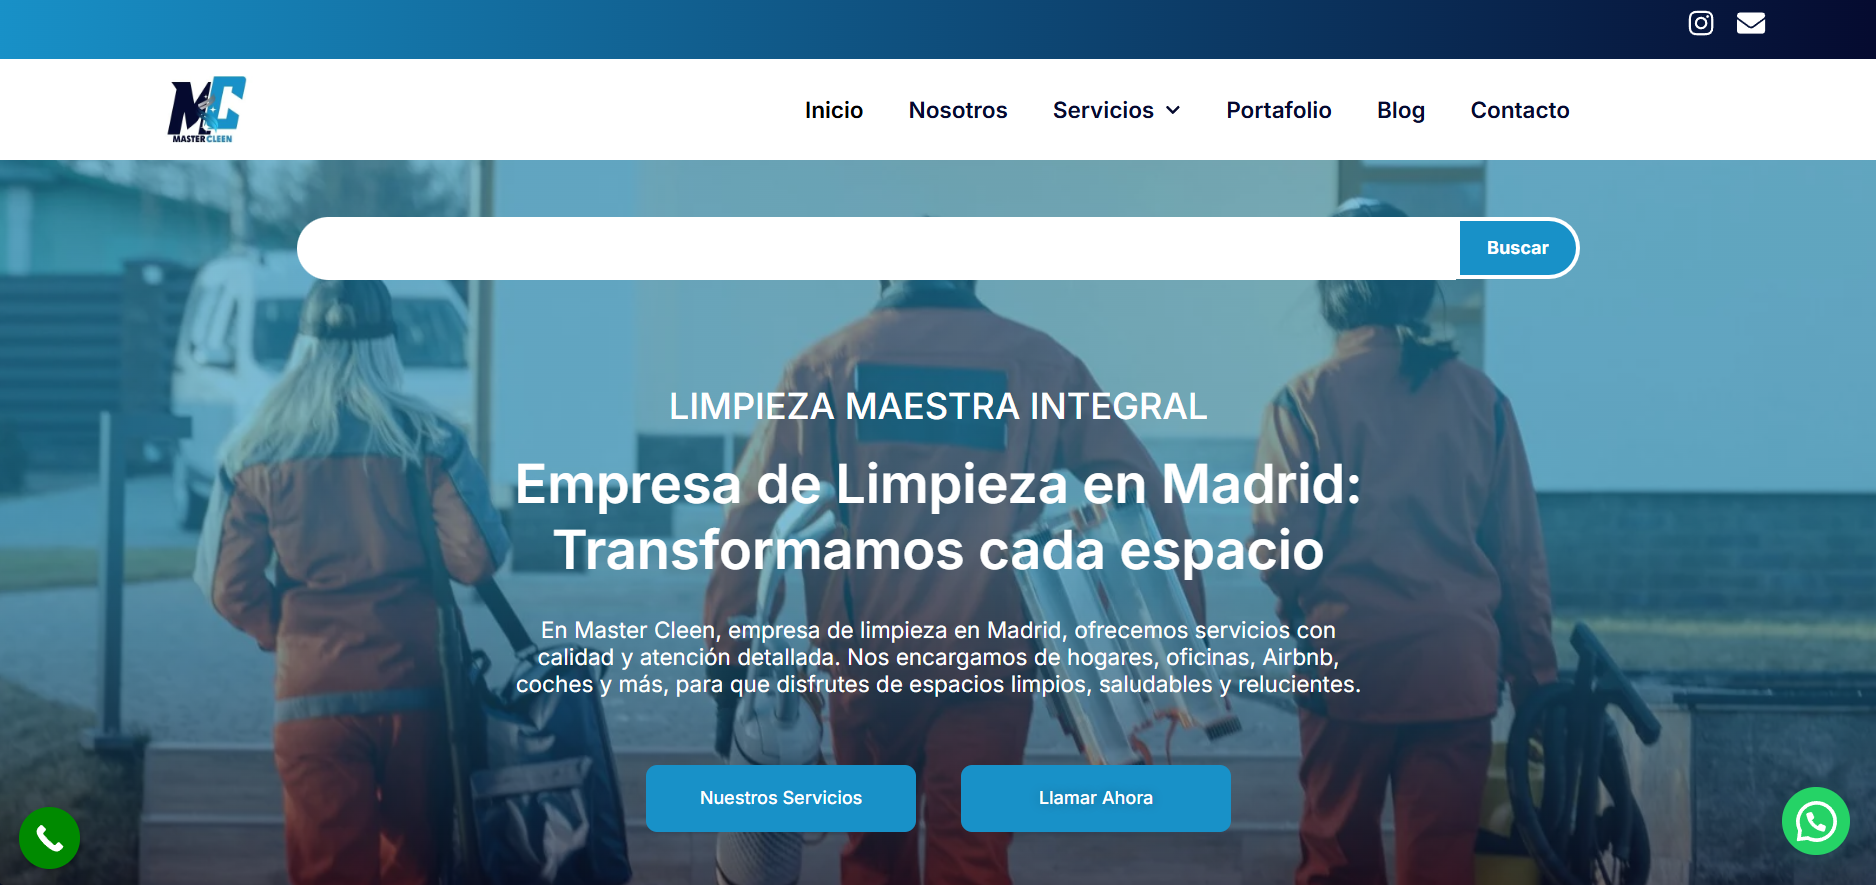 MC
MASTER CLEEN
Inicio
Nosotros
Servicios
Portafolio
Blog
Contacto
Buscar
LIMPIEZA MAESTRA INTEGRAL
Empresa de Limpieza en Madrid:
Transformamos cada espacio
En Master Cleen, empresa de limpieza en Madrid, ofrecemos servicios con
calidad y atención detallada. Nos encargamos de hogares, oficinas, Airbnb,
coches y más, para que disfrutes de espacios limpios, saludables y relucientes.
Nuestros Servicios
Llamar Ahora